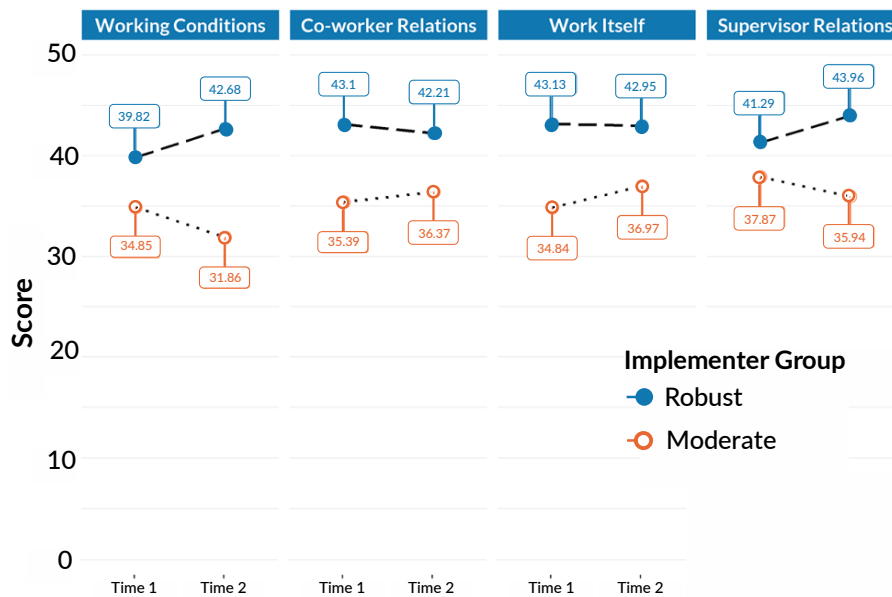 Working Conditions
Co-worker Relations
Work Itself
Supervisor Relations
50
40
30
20
10
0
Score
39.82
42.68
34.85
31.86
43.1
42.21
35.39
36.37
43.13
42.95
34.84
36.97
41.29
43.96
37.87
35.94
Implementer Group
Robust
Moderate
Time 1
Time 2
Time 1
Time 2
Time 1
Time 2